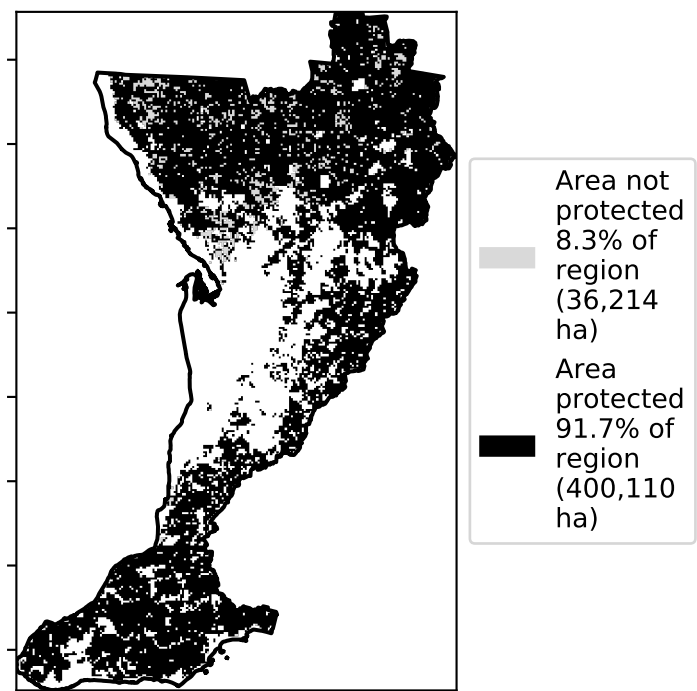 Area not
protected
8.3% of
region
(36,214
ha)
Area
protected
91.7% of
region
(400,110
ha)